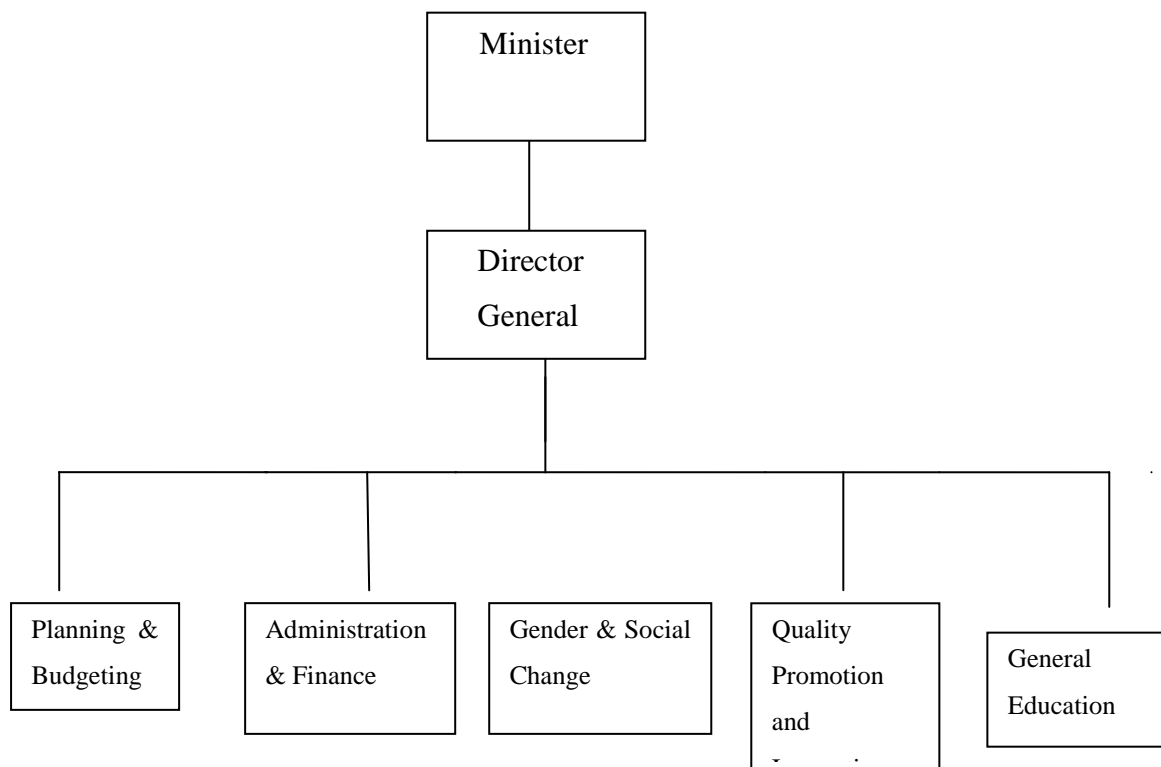 Minister
Director
General
Planning &
Budgeting
Administration
& Finance
Gender & Social
Change
Quality
Promotion
and
General
Education